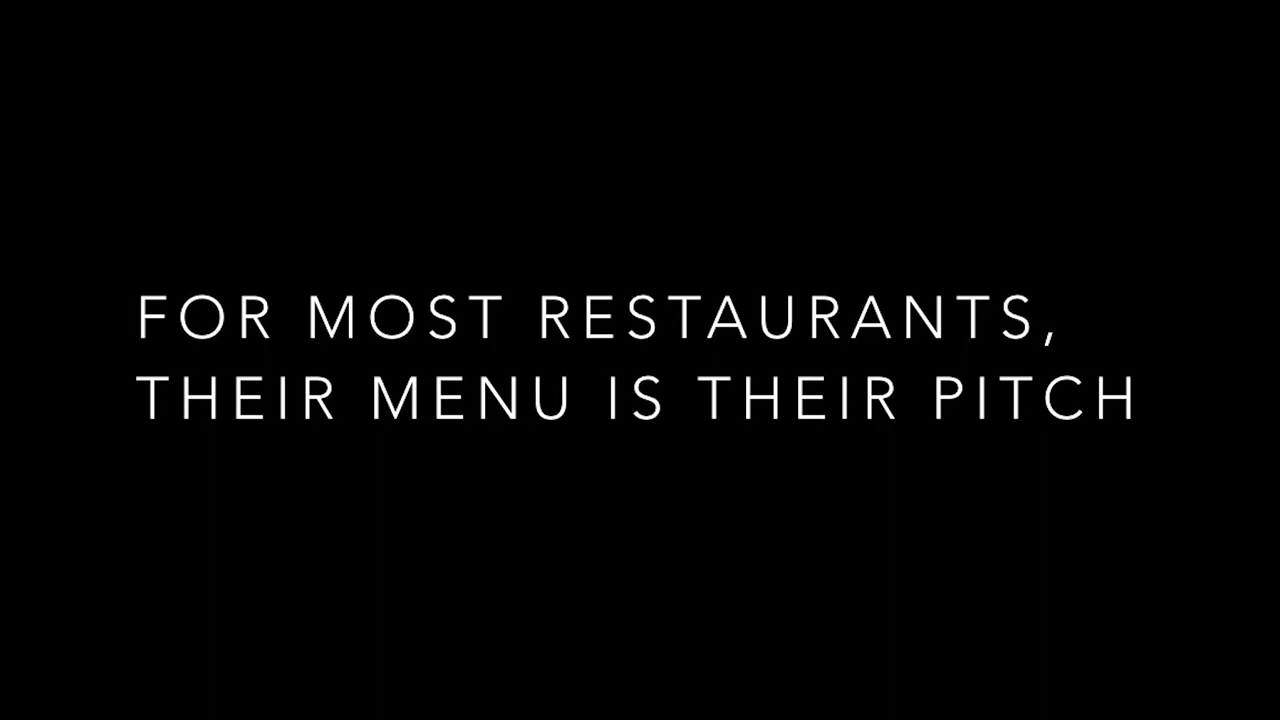 FOR MOST RESTAURANTS,
THEIR MENU IS THEIR PITCH